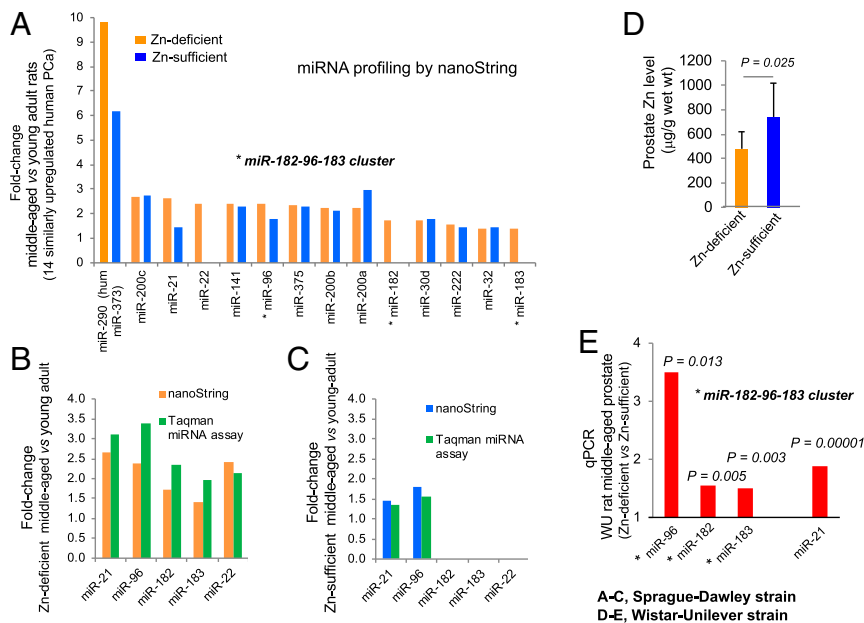 A
Fold-change
middle-aged vs young adult rats
(14 similarly upregulated human PCa)
10
9
8
7
6
5
4
3
2
1
0
Zn-deficient
Zn-sufficient
miRNA profiling by nanoString
* miR-182-96-183 cluster
miR-290 (hum
miR-373)
miR-200c
miR-21
miR-22
miR-141
* miR-96
miR-375
miR-200b
miR-200a
* miR-182
miR-30d
miR-222
miR-32
* miR-183
D
Prostate Zn level
(µg/g wet wt)
1200
1000
800
600
400
200
0
P = 0.025
Zn-deficient
Zn-sufficient
B
Fold-change
Zn-deficient middle-aged vs young adult
4.0
3.5
3.0
2.5
2.0
1.5
1.0
0.5
0.0
nanoString
Taqman
miRNA assay
miR-21
miR-96
miR-182
miR-183
miR-22
C
Fold-change
Zn-sufficient middle-aged vs young-adult
4.0
3.5
3.0
2.5
2.0
1.5
1.0
0.5
0.0
nanoString
Taqman miRNA
assay
miR-21
miR-96
miR-182
miR-183
miR-22
E
qPCR
WU rat middle-aged prostate
(Zn-deficient vs Zn-sufficient)
4
3
2
1
P = 0.013
* miR-182-96-183 cluster
P = 0.005
P = 0.003
P = 0.00001
* miR-96
* miR-182
* miR-183
miR-21
A-C, Sprague-Dawley strain
D-E, Wistar-Unilever strain